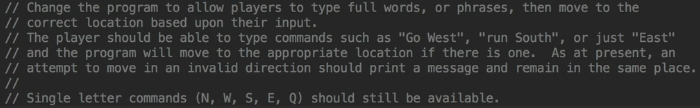 // Change the program to allow players to type full words, or phrases, then move to the
// correct location based upon their input.
// The player should be able to type commands such as "Go West", "run South", or just "East"
// and the program will move to the appropriate location if there is one.  As at present, an
// attempt to move in an invalid direction should print a message and remain in the same place.
//
// Single letter commands (N, W, S, E, Q) should still be available.